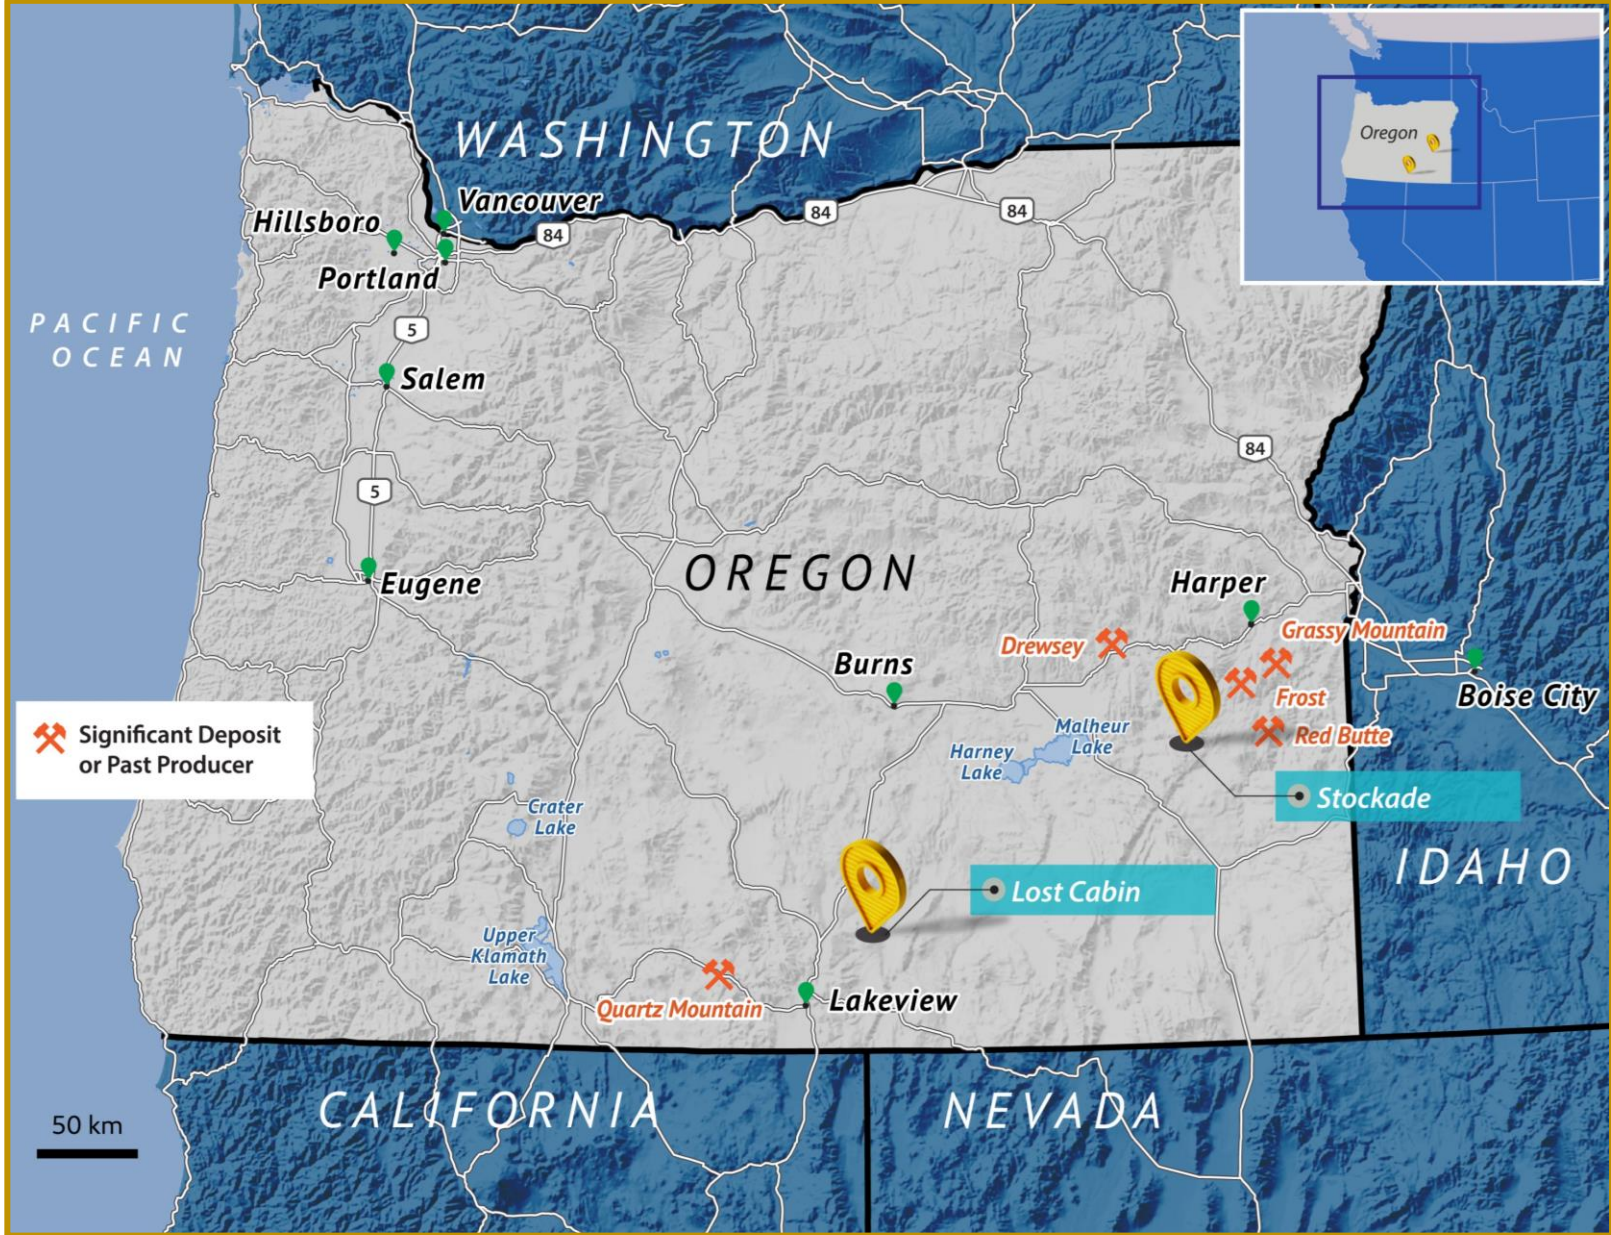 WASHINGTON
Oregon
Vancouver
Hillsboro
84
84
84
Portland
PACIFIC
OCEAN
5
Salem
84
5
OREGON
Eugene
Harper
Grassy Mountain
Drewsey
Burns
Frost
Boise City
Significant Deposit
or Past Producer
Malheur
Lake
Red Butte
Harney
Lake
Stockade
Crater
Lake
IDAHO
Lost Cabin
Upper
Klamath
Lake
Quartz Mountain
Lakeview
CALIFORNIA
NEVADA
50 km